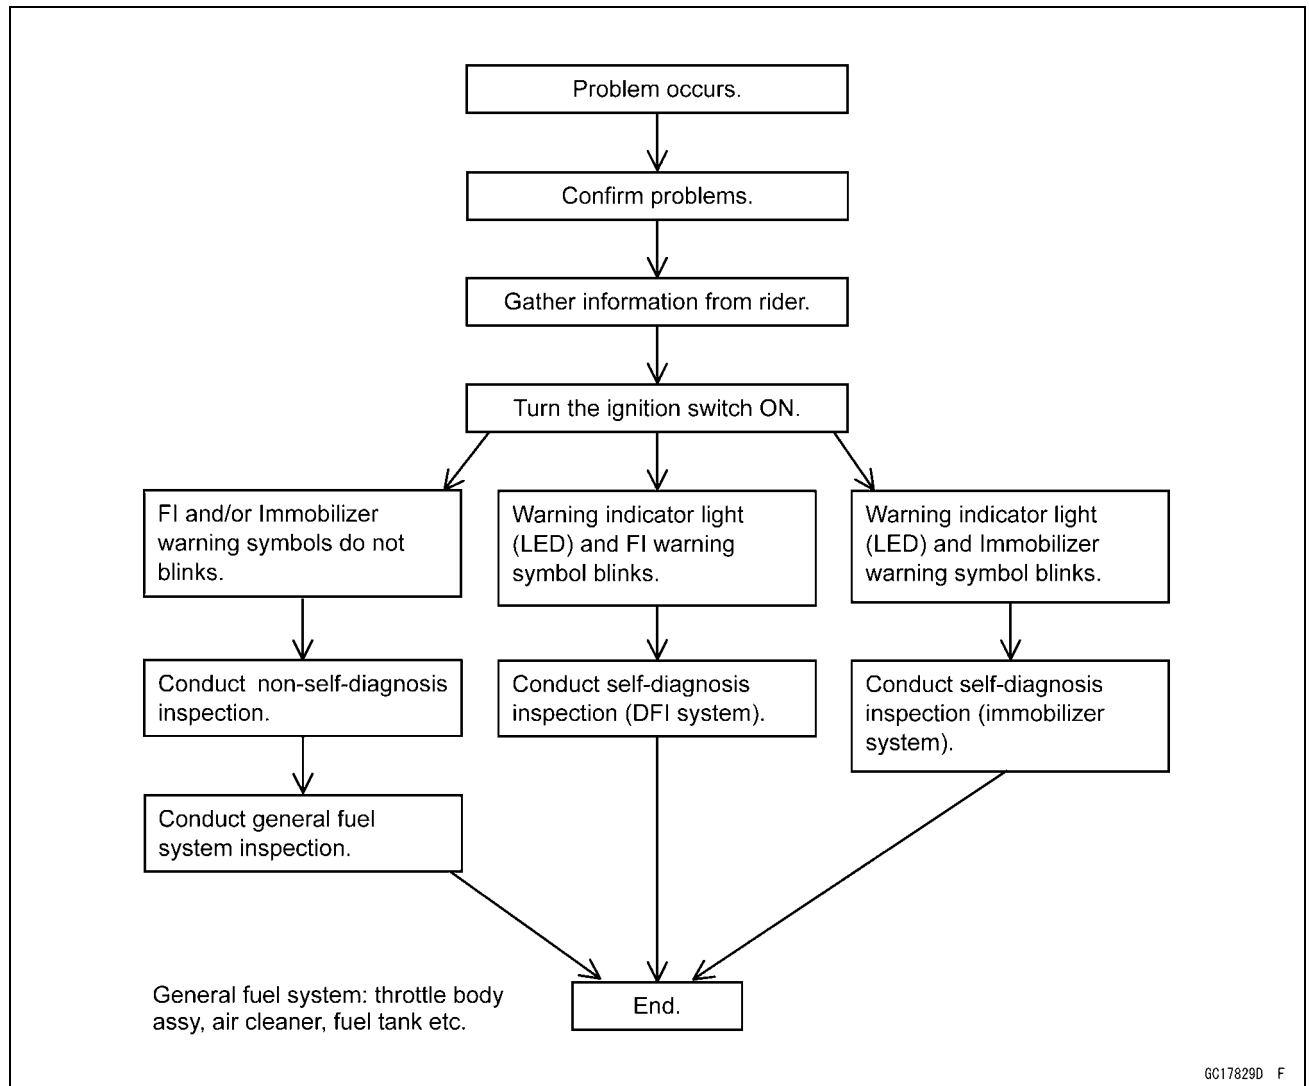 Problem occurs.
Confirm problems.
Gather information from rider.
Turn the ignition switch ON.
FI and/or Immobilizer
warning symbols do not
blinks.
Warning indicator light
(LED) and FI warning
symbol blinks.
Warning indicator light
(LED) and Immobilizer
warning symbol blinks.
Conduct non-self-diagnosis
inspection.
Conduct self-diagnosis
inspection (DFI system).
Conduct self-diagnosis
inspection (immobilizer
system).
Conduct general fuel
system inspection.
General fuel system: throttle body
assy, air cleaner, fuel tank etc.
End.
GC17829D F